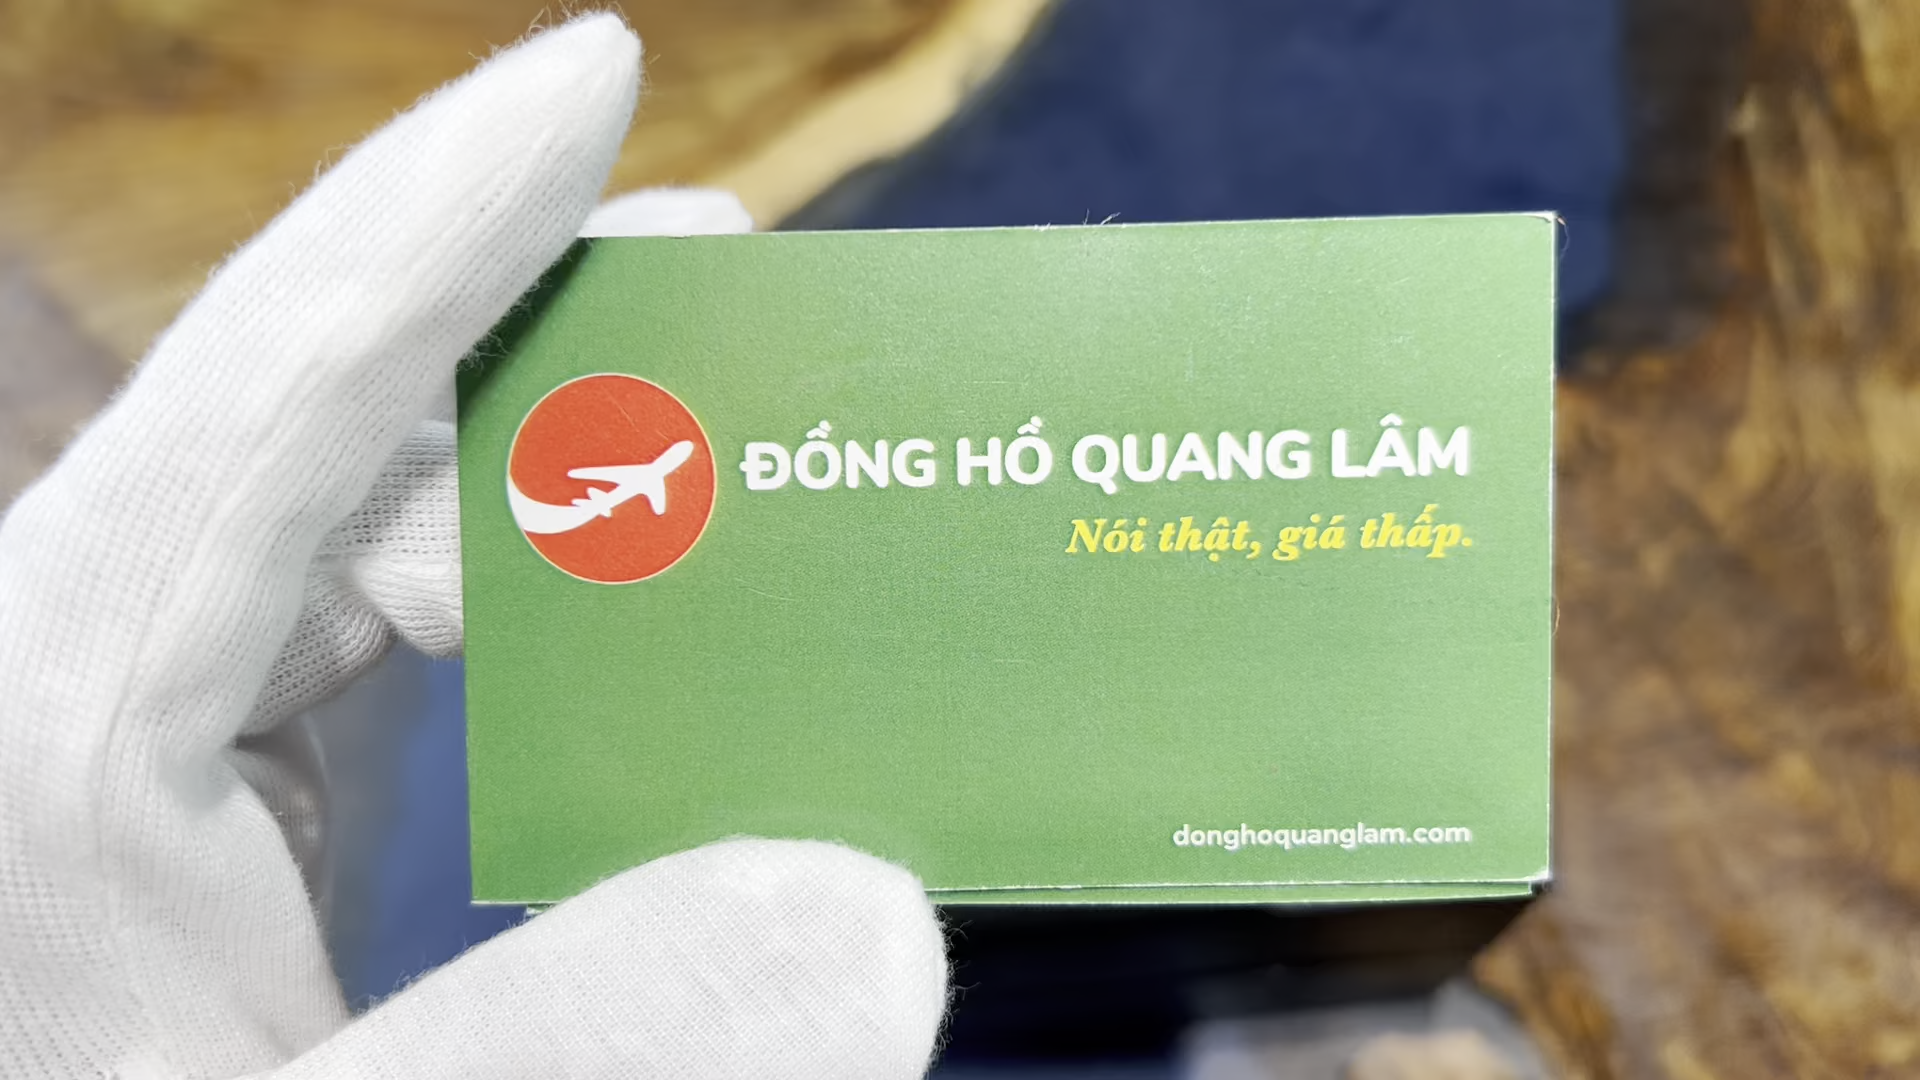 ĐỒNG HỒ QUANG LÂM
Nói thật, giá thấp.
donghoquanglam.com